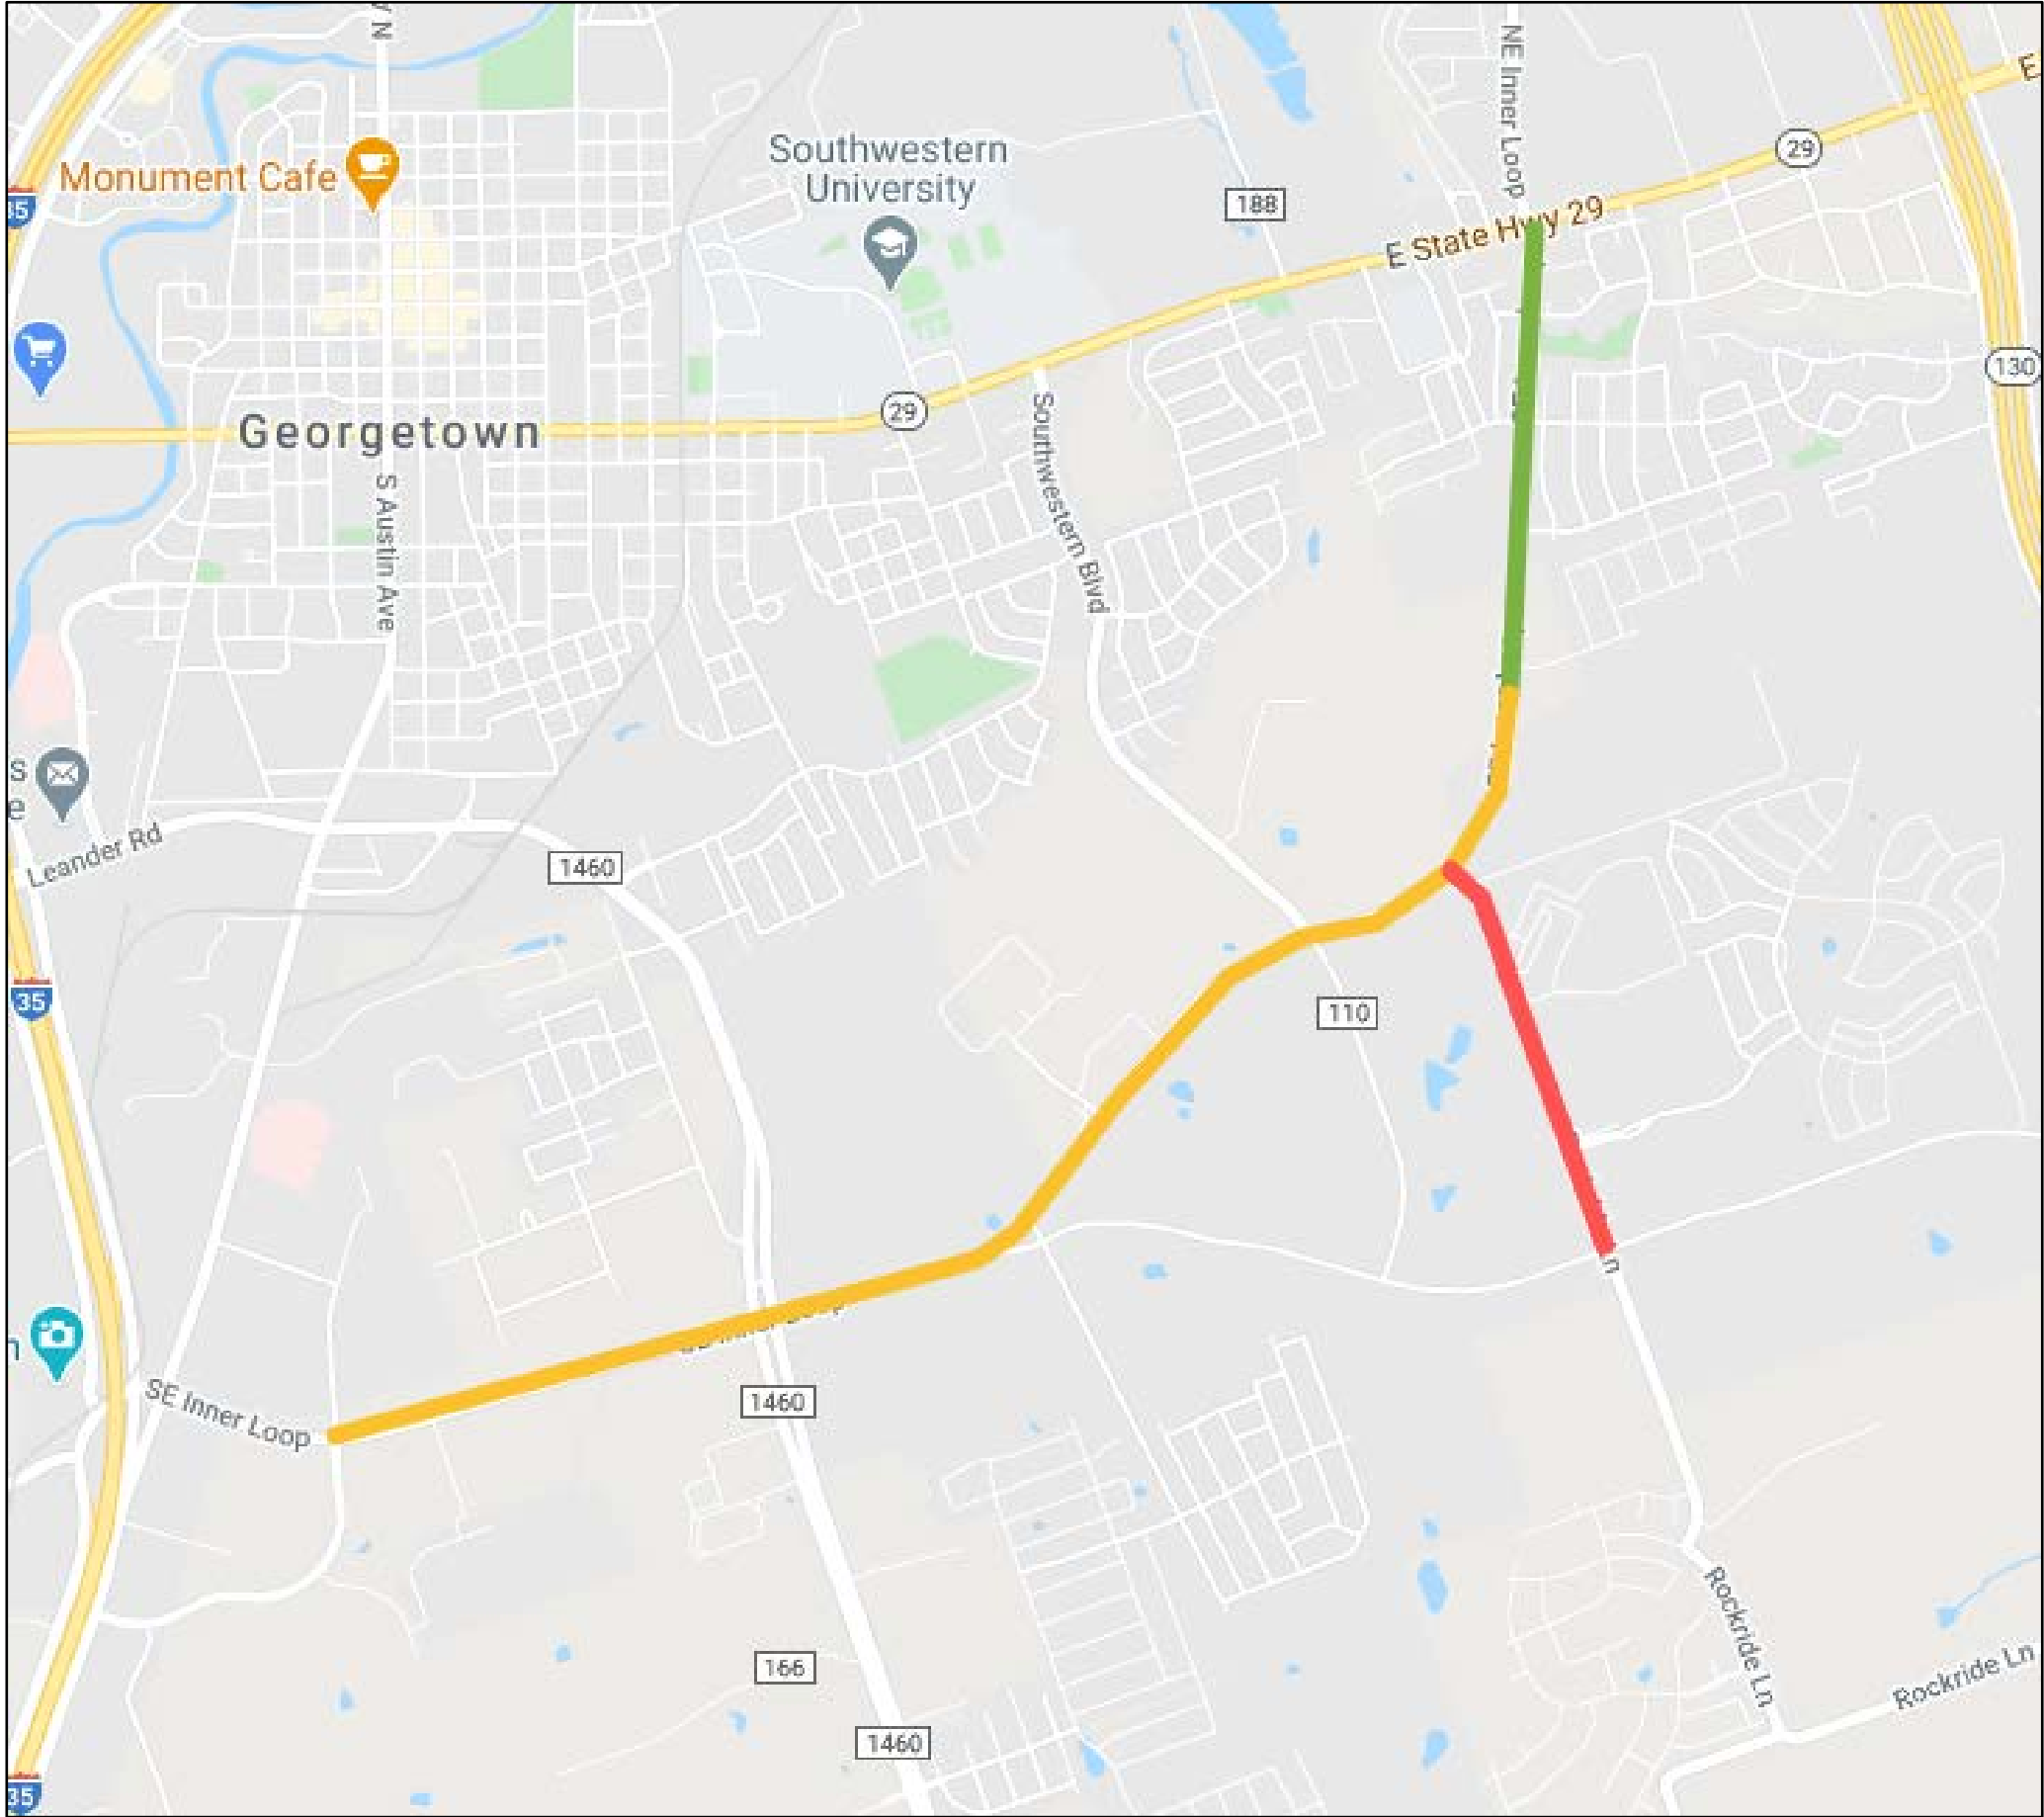 N
NE Inner Loop
E
29
Southwestern
University
Monument Cafe
188
35
E State Hwy 29
130
29
Georgetown
Southwestern Blvd
S Austin Ave
s
e
Leander Rd
1460
35
110
n
SE Inner Loop
1460
Rockride Ln
Rockride Ln
166
1460
35